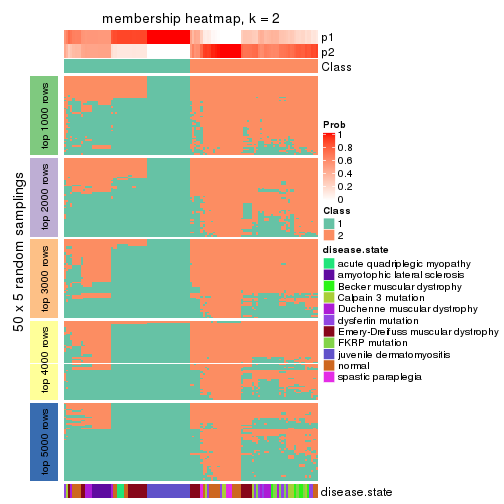 membership heatmap, k = 2
p1
p2
Class
50 x 5 random samplings
top 1000 rows
top 2000 rows
top 3000 rows
top 4000 rows
top 5000 rows
disease.state
Prob
1
0.8
0.6
0.4
0.2
0
Class
1
2
disease.state
acute quadriplegic myopathy
amyotophic lateral sclerosis
Becker muscular dystrophy
Calpain 3 mutation
Duchenne muscular dystrophy
dysferlin mutation
Emery-Dreifuss muscular dystrophy
FKRP mutation
juvenile dermatomyositis
normal
spastic paraplegia